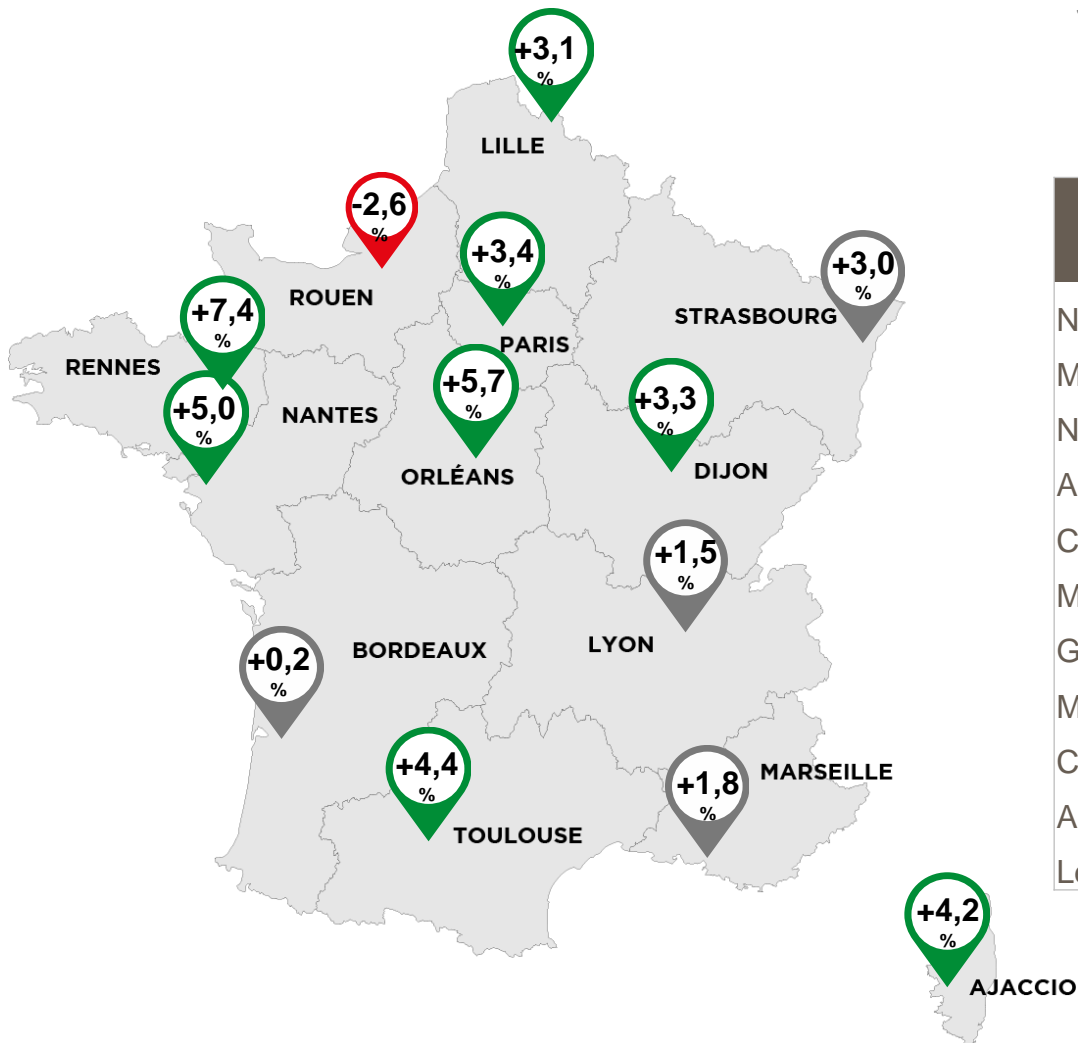 +3,1
%
LILLE
-2,6
%
+3,4
%
+3,0
%
ROUEN
+7,4
%
STRASBOURG
PARIS
RENNES
+5,0
%
NANTES
+5,7
%
+3,3
%
ORLÉANS
DIJON
+1,5
%
BORDEAUX
LYON
+0,2
%
+4,4
%
MARSEILLE
+1,8
%
TOULOUSE
+4,2
%
AJACCIO
N
M
N
A
C
M
G
M
C
A